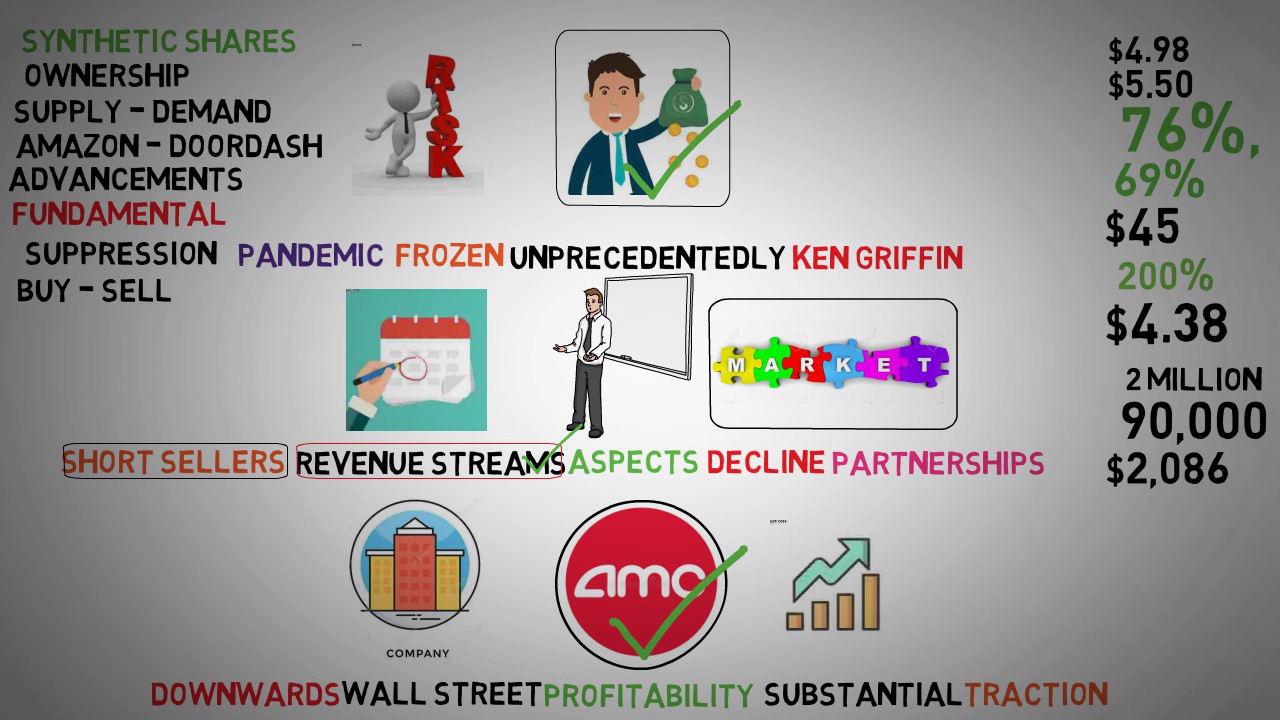 SYNTHETIC SHARES
OWNERSHIP
SUPPLY - DEMAND
AMAZON - DOORDASH
ADVANCEMENTS
FUNDAMENTAL
SUPPRESSION PANDEMIC FROZEN UNPRECEDENTEDLY KEN GRIFFIN
BUY - SELL
RISK
$
MARKET
SHORT SELLERS REVENUE STREAMS ASPECTS DECLINE PARTNERSHIPS
amc
COMPANY
DOWNWARDS WALL STREET PROFITABILITY SUBSTANTIAL TRACTION
$4.98
$5.50
76%,
69%
$45
200%
$4.38
2 MILLION
90,000
$2,086